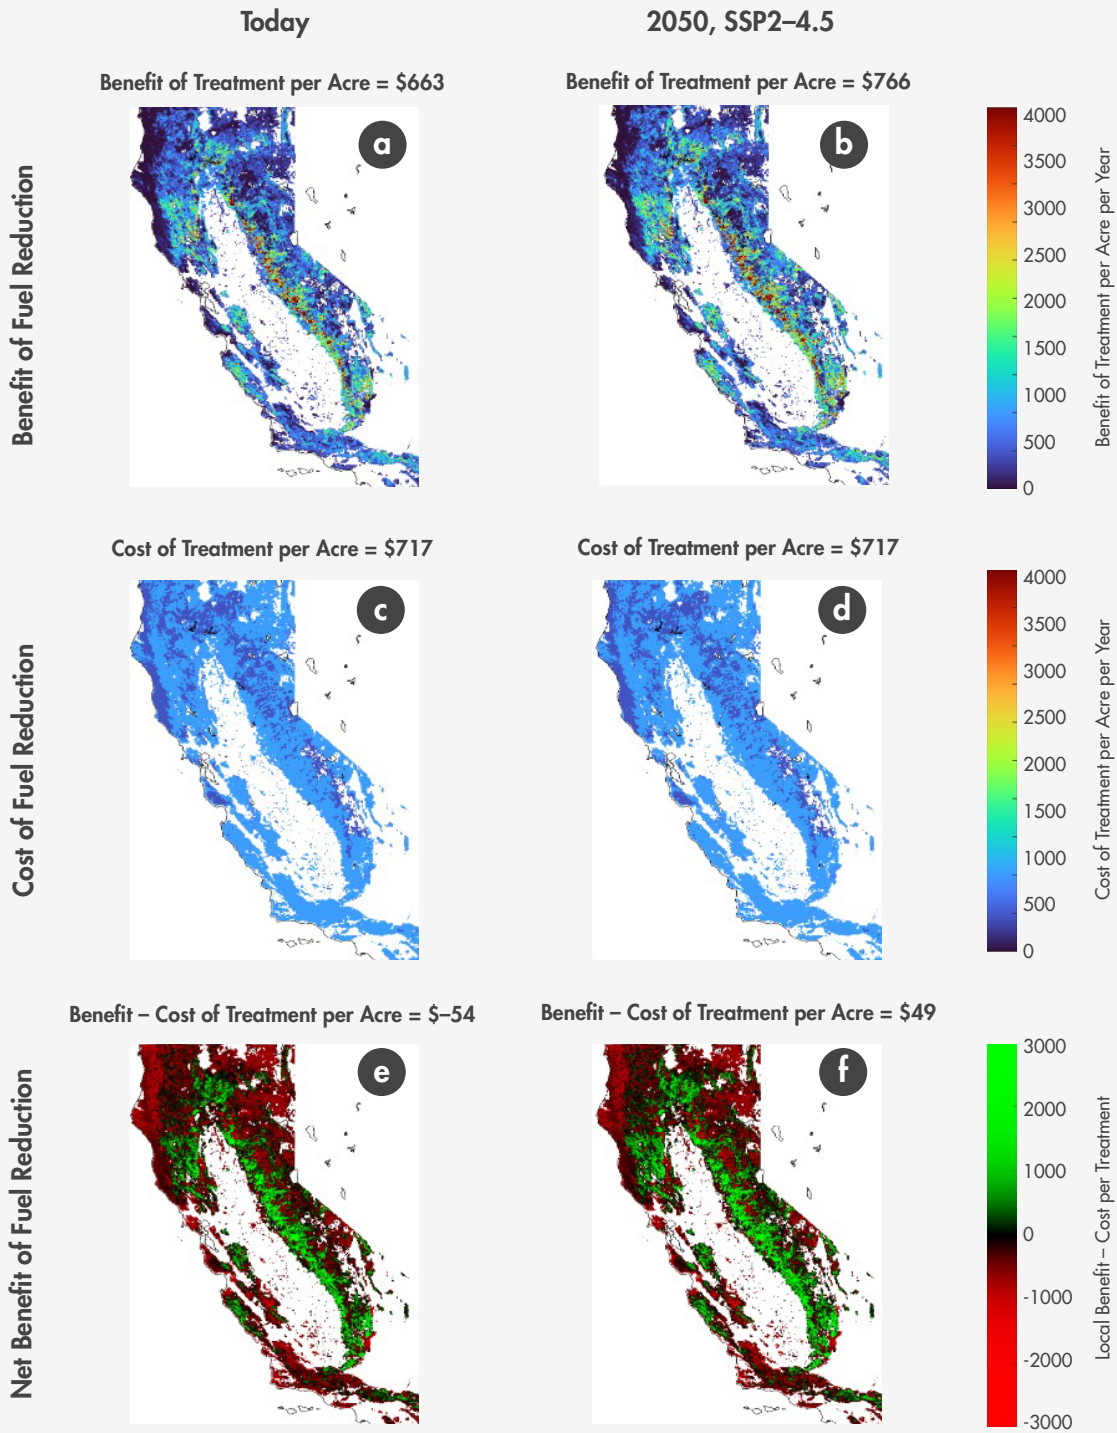 Today
2050, SSP2–4.5
Benefit of Fuel Reduction
Benefit of Treatment per Acre = $663
a
Benefit of Treatment per Acre = $766
b
4000
3500
3000
2500
2000
1500
1000
500
0
Benefit of Treatment per Acre per Year
Cost of Fuel Reduction
Cost of Treatment per Acre = $717
c
Cost of Treatment per Acre = $717
d
4000
3500
3000
2500
2000
1500
1000
500
0
Cost of Treatment per Acre per Year
Net Benefit of Fuel Reduction
Benefit – Cost of Treatment per Acre = $–54
e
Benefit – Cost of Treatment per Acre = $49
f
3000
2000
1000
0
-1000
-2000
-3000
Local Benefit – Cost per Treatment